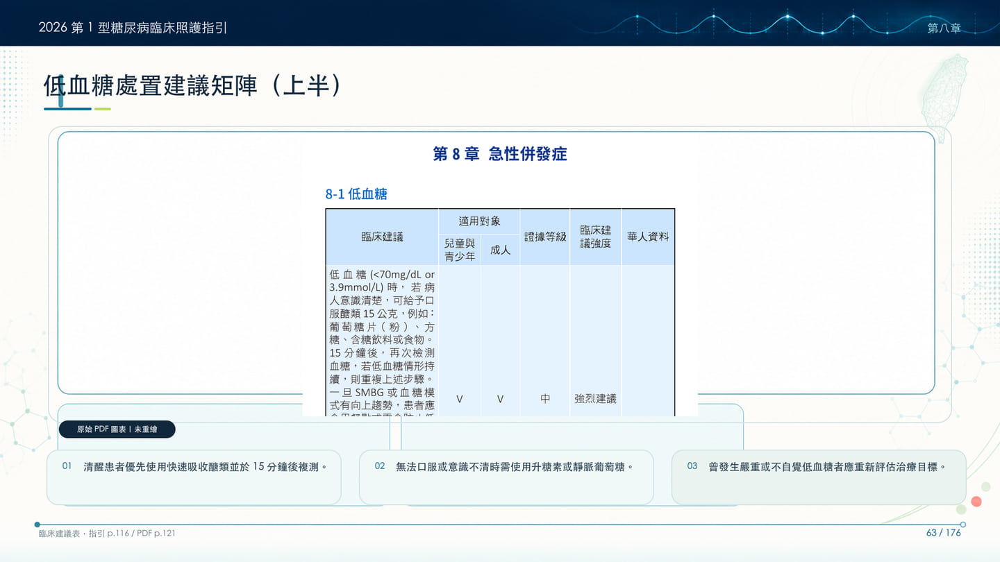 2026 第 1 型糖尿病臨床照護指引
第八章
低血糖處置建議矩陣（上半）
第 8 章 急性併發症
8-1 低血糖
臨床建議
適用對象
兒童與
青少年
成人
證據等級
臨床建
議強度
華人資料
低血糖(<70mg/dL or
3.9mmol/L)時，若病
人意識清楚，可給予口
服醣類 15 公克，例如：
葡萄糖片（粉）、方
糖、含糖飲料或食物。
15 分鐘後，再次檢測
血糖，若低血糖情形持
續，則重複上述步驟。
一旦 SMBG 或血糖模
式有向上趨勢，患者應
V
V
中
強烈建議
原始 PDF 圖表｜未重繪
01 清醒患者優先使用快速吸收醣類並於 15 分鐘後複測。
02 無法口服或意識不清時需使用升糖素或靜脈葡萄糖。
03 曾發生嚴重或不自覺低血糖者應重新評估治療目標。
臨床建議表，指引 p.116 / PDF p.121
63 / 176